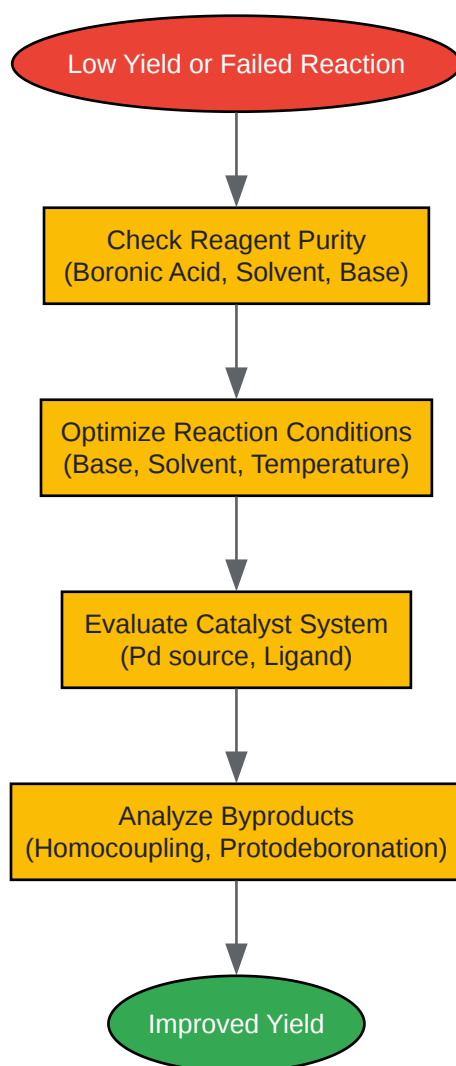 Low Yield or Failed Reaction
Check Reagent Purity
(Boronic Acid, Solvent, Base)
Optimize Reaction Conditions
(Base, Solvent, Temperature)
Evaluate Catalyst System
(Pd source, Ligand)
Analyze Byproducts
(Homocoupling, Protodeboronation)
Improved Yield